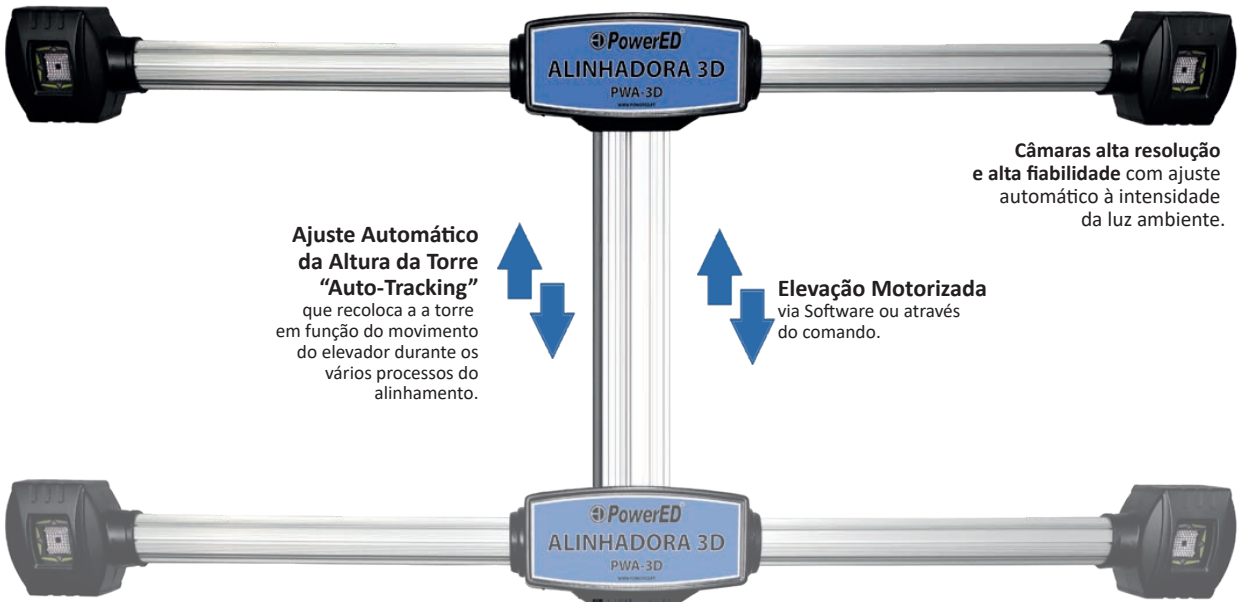 PowerED
ALINHADORA 3D
PWA-3D
Câmaras alta resolução
e alta fiabilidade com ajuste
automático à intensidade
da luz ambiente.
Ajuste Automático
da Altura da Torre
“Auto-Tracking”
que recoloca a a torre
em função do movimento
do elevador durante os
vários processos do
alinhamento.
Elevação Motorizada
via Software ou através
do comando.
PowerED
ALINHADORA 3D
PWA-3D